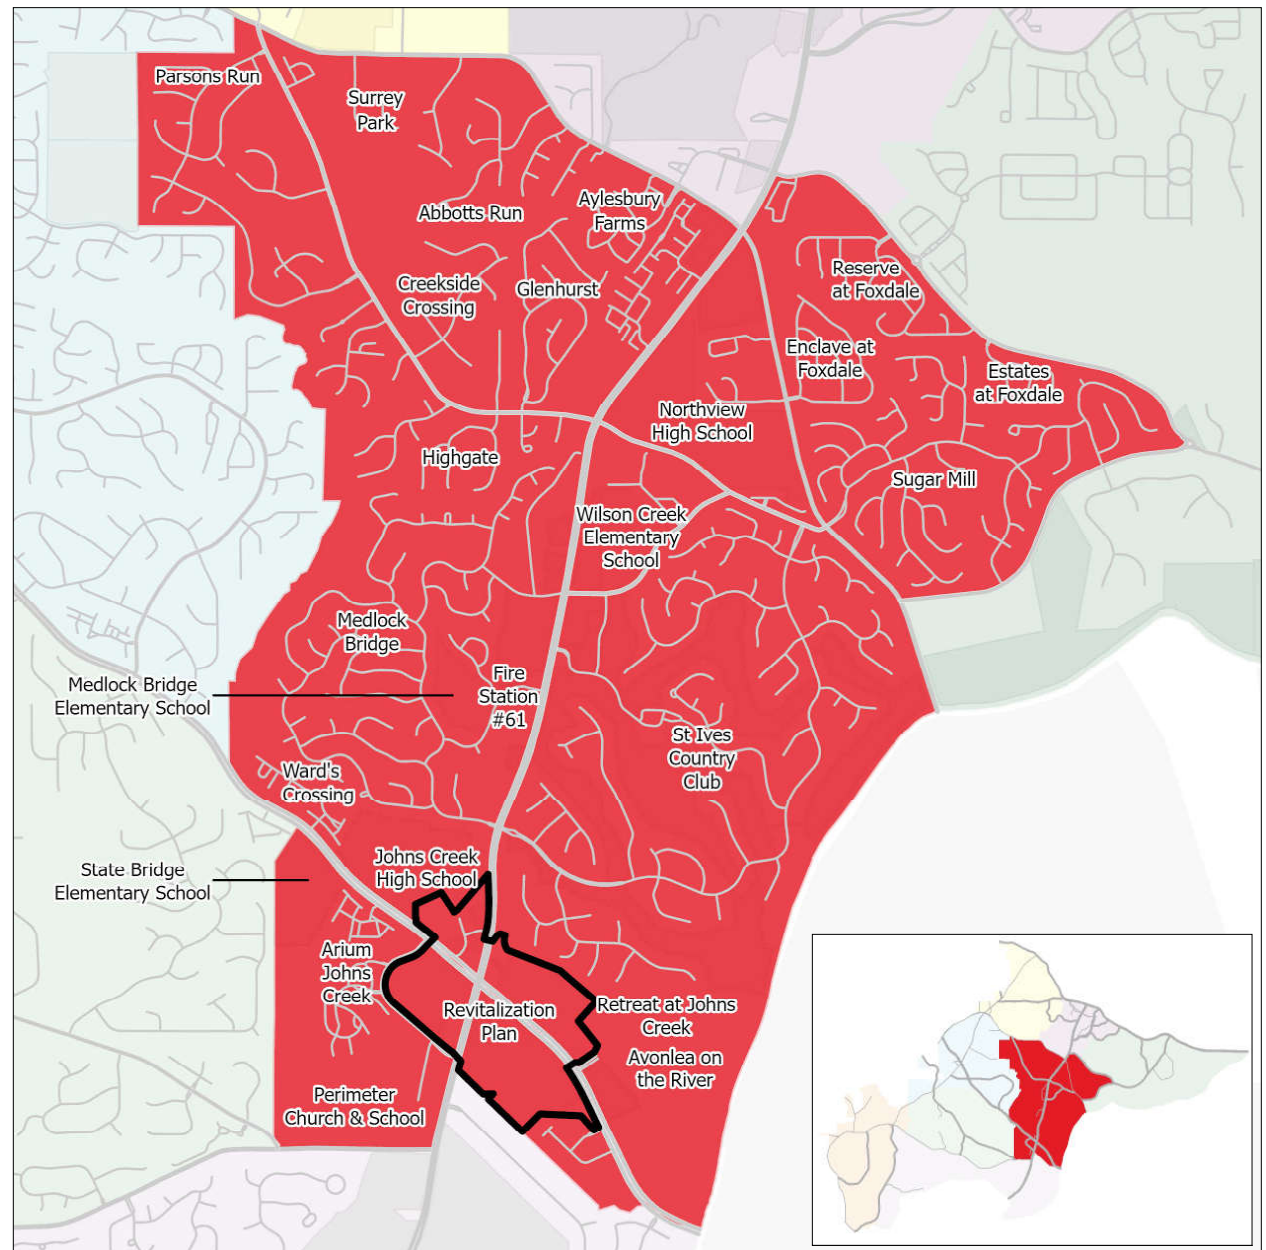 Parsons Run
Surrey
Park
Abbotts Run
Aylesbury
Farms
Reserve
at Foxdale
Creekside
Crossing
Glenhurst
Enclave at
Foxdale
Estates
at Foxdale
Northview
High School
Highgate
Sugar Mill
Wilson Creek
Elementary
School
Medlock
Bridge
Medlock Bridge
Elementary School
Fire
Station
#61
St Ives
Country
Club
Ward's
Crossing
Johns Creek
High School
State Bridge
Elementary School
Arium
Johns
Creek
Revitalization
Plan
Retreat at Johns
Creek
Avonlea on
the River
Perimeter
Church & School